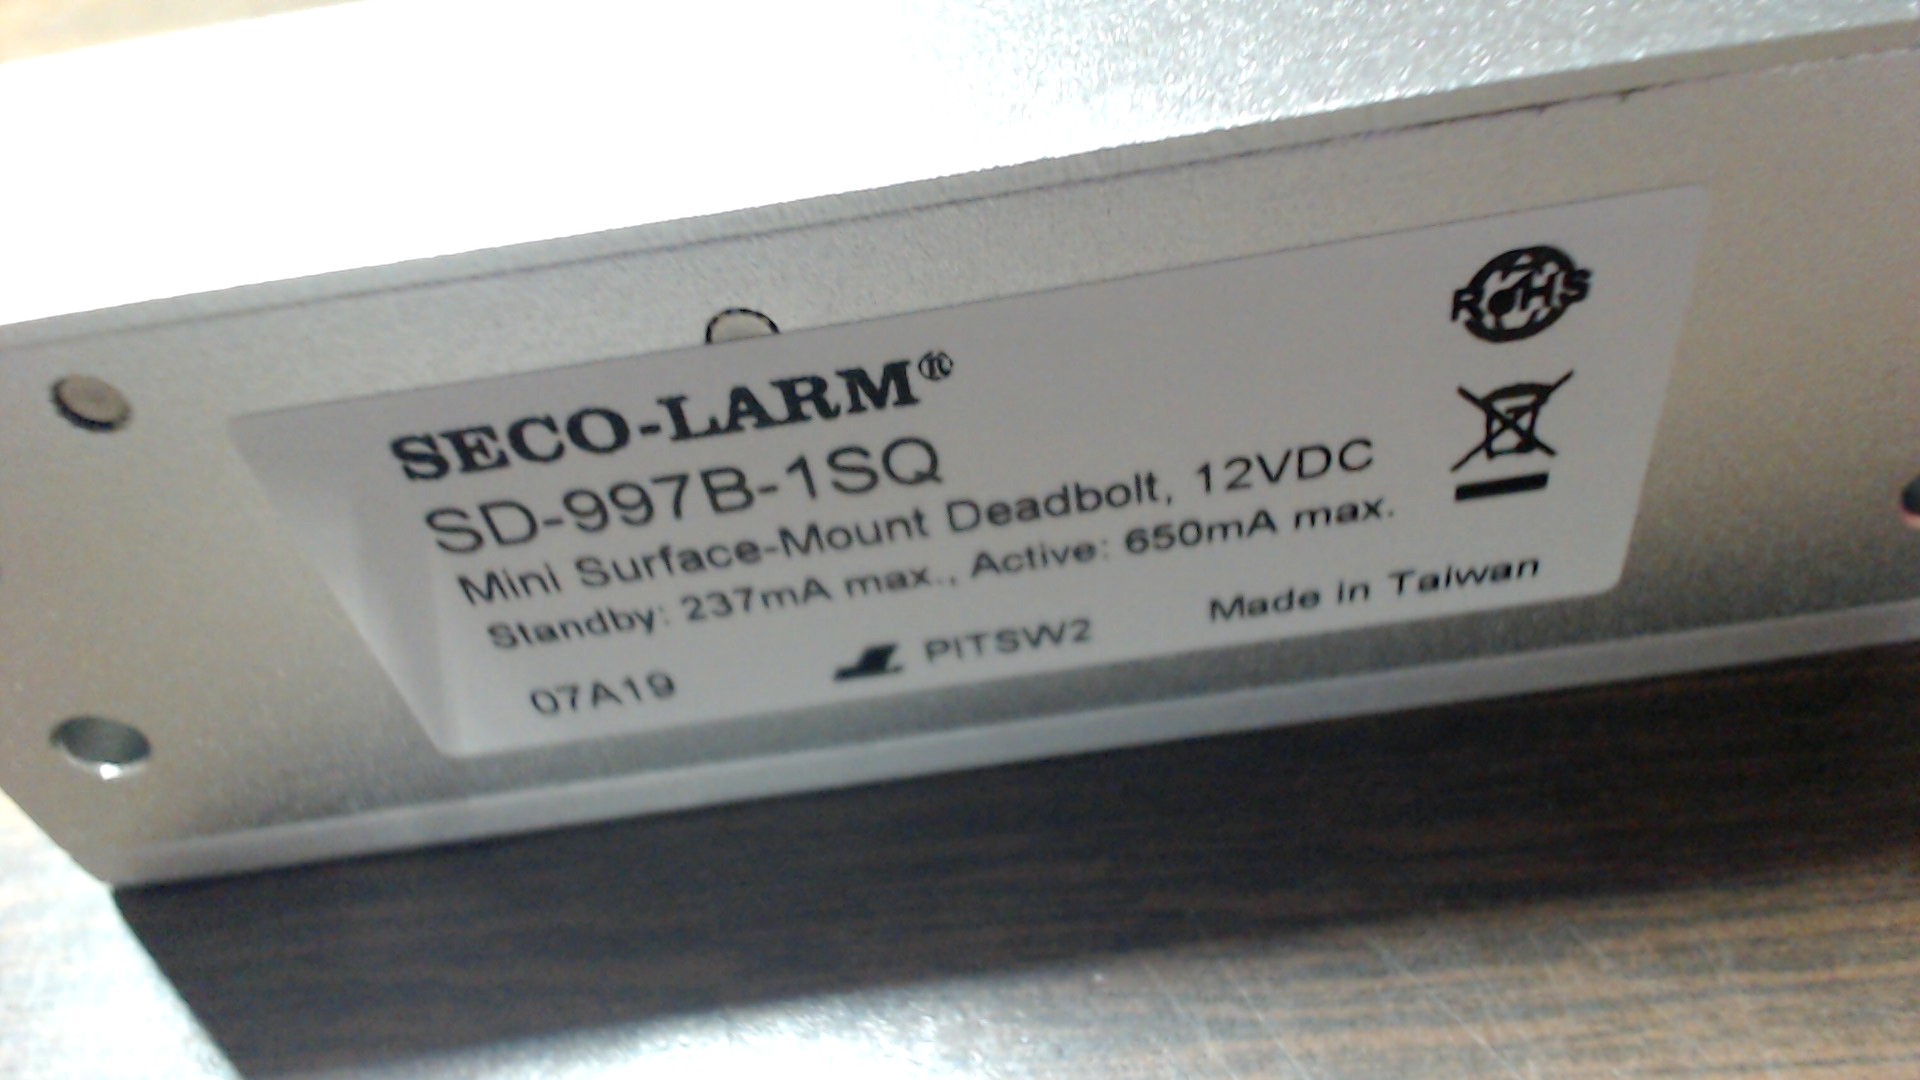 SECO-LARM®
SD-997B-1SQ
Mini Surface-Mount Deadbolt, 12VDC
Standby: 237mA max., Active: 650mA max.
07A19 PITSW2 Made in Taiwan
RoHS